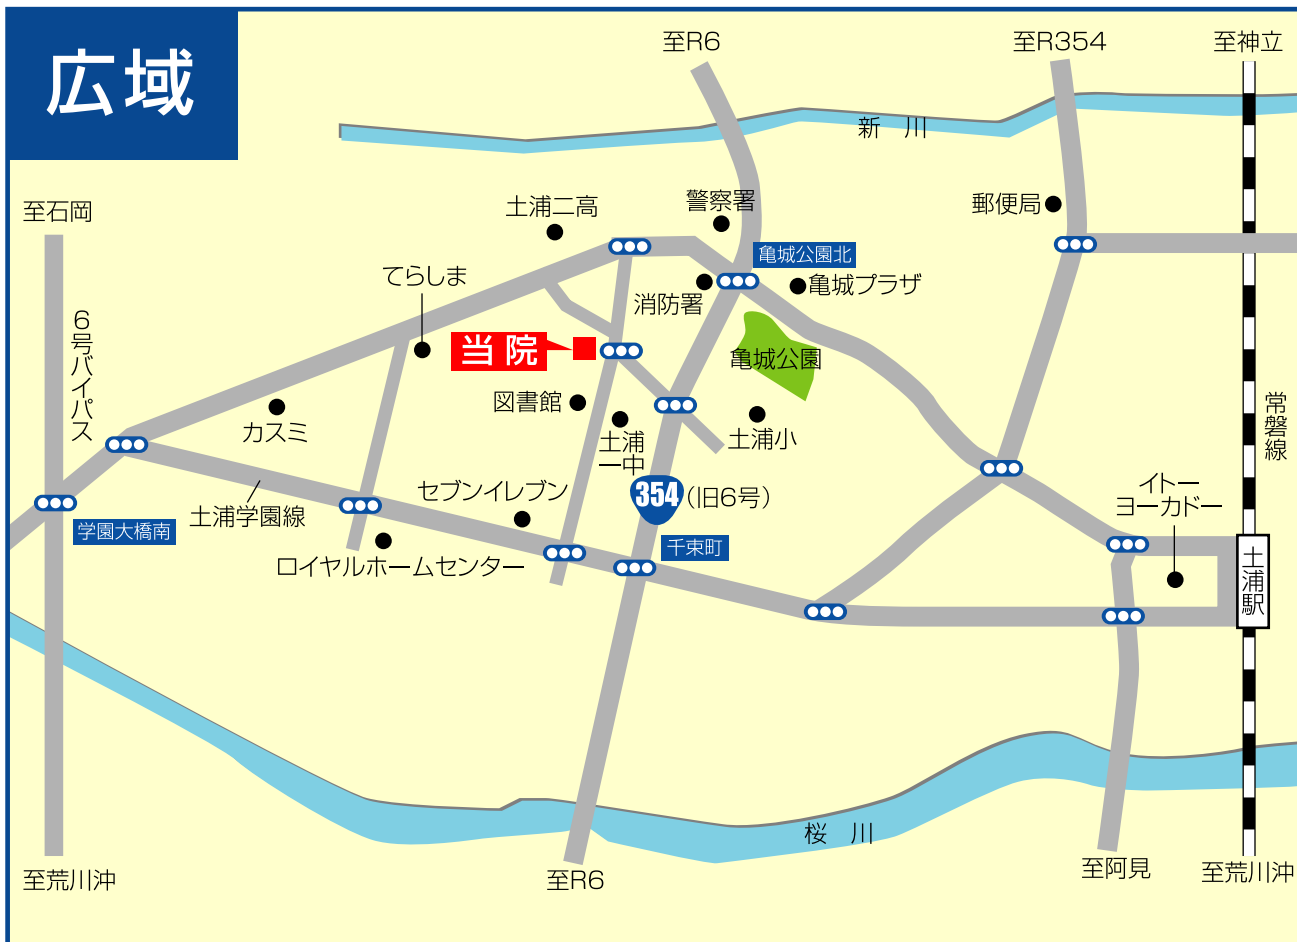 広域
至R6
至R354
至神立
新 川
至石岡
土浦二高
警察署
郵便局
亀城公園北
てらしま
消防署
亀城プラザ
6号バイパス
当院
亀城公園
図書館
カスミ
土浦
一中
土浦小
常磐線
セブンイレブン
354
(旧6号)
イトー
ヨーカドー
土浦学園線
学園大橋南
千束町
ロイヤルホームセンター
土浦駅
桜 川
至荒川沖
至R6
至阿見
至荒川沖